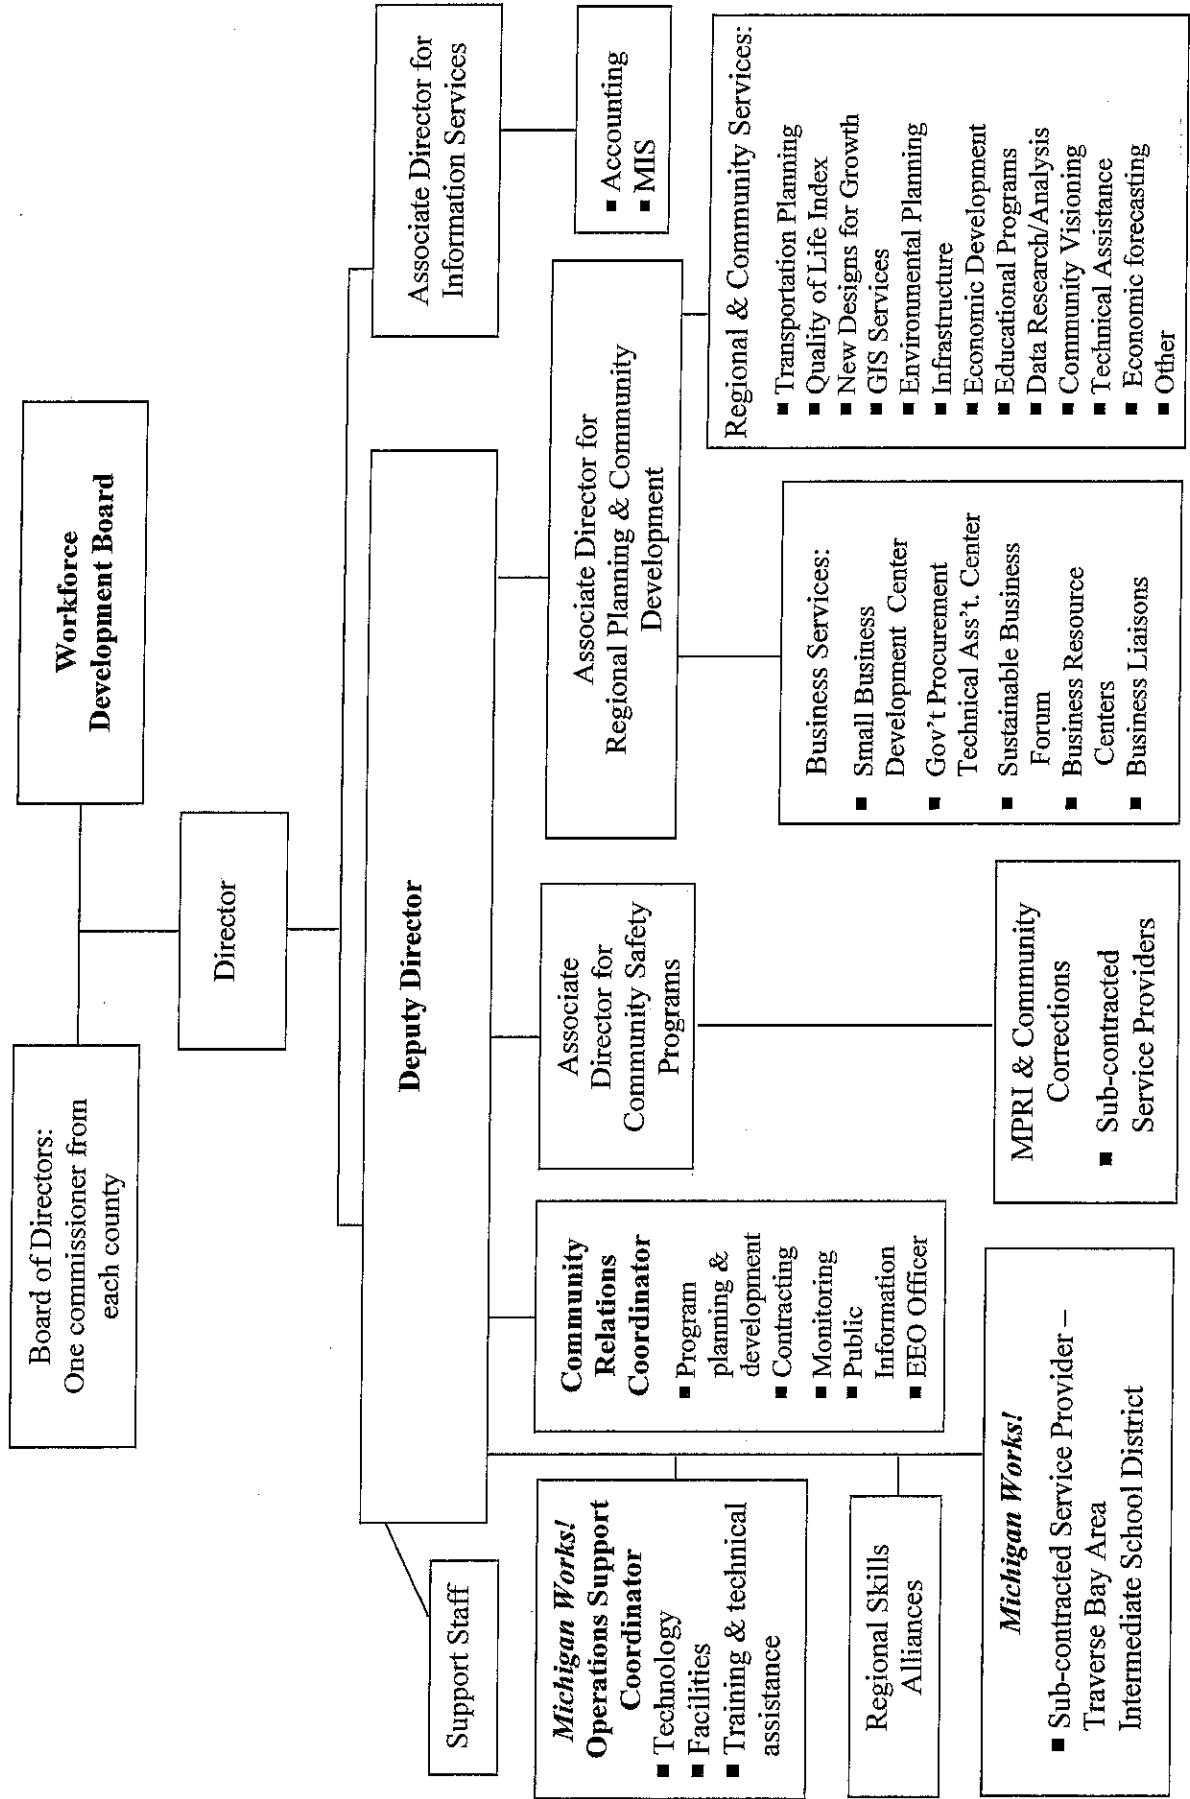 Board of Directors:
One commissioner from
each county
Workforce
Development Board
Director
Deputy Director
Associate Director for
Information Services
■ Accounting
■ MIS
Support Staff
Michigan Works!
Operations Support
Coordinator
■ Technology
■ Facilities
■ Training & technical
assistance
Regional Skills
Alliances
Michigan Works!
■ Sub-contracted Service Provider –
Traverse Bay Area
Intermediate School District
Community
Relations
Coordinator
■ Program
planning &
development
■ Contracting
■ Monitoring
■ Public
Information
■ EEO Officer
Associate
Director for
Community Safety
Programs
MPRI & Community
Corrections
■ Sub-contracted
Service Providers
Associate Director for
Regional Planning & Community
Development
Business Services:
■ Small Business
Development Center
■ Gov't Procurement
Technical Ass't. Center
■ Sustainable Business
Forum
■ Business Resource
Centers
■ Business Liaisons
Regional & Community Services:
■ Transportation Planning
■ Quality of Life Index
■ New Designs for Growth
■ GIS Services
■ Environmental Planning
■ Infrastructure
■ Economic Development
■ Educational Programs
■ Data Research/Analysis
■ Community Visioning
■ Technical Assistance
■ Economic forecasting
■ Other